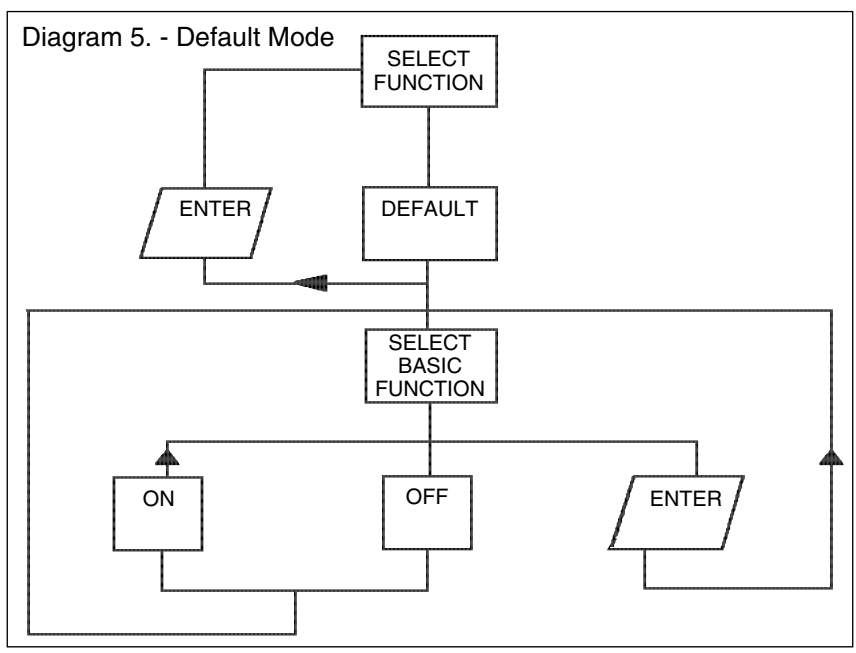 Diagram 5. - Default Mode
SELECT
FUNCTION
ENTER
DEFAULT
SELECT
BASIC
FUNCTION
ON
OFF
ENTER